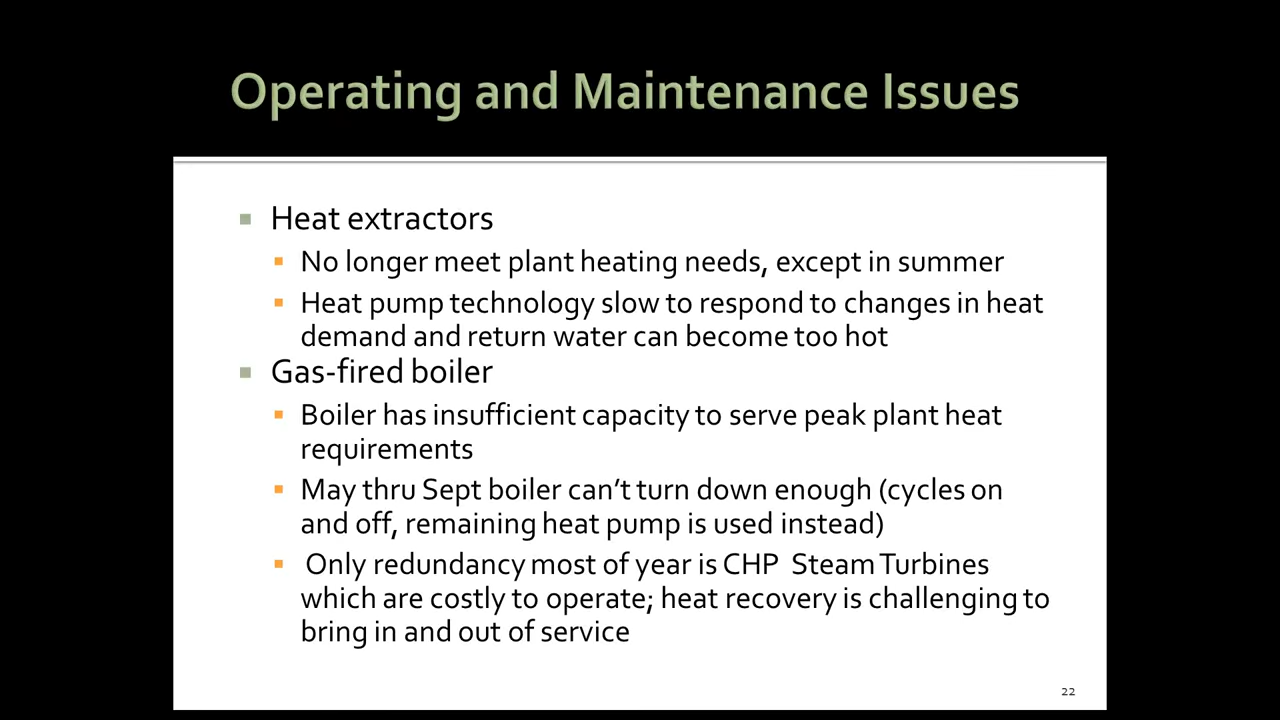 Operating and Maintenance Issues
Heat extractors
No longer meet plant heating needs, except in summer
Heat pump technology slow to respond to changes in heat
demand and return water can become too hot
Gas-fired boiler
Boiler has insufficient capacity to serve peak plant heat
requirements
May thru Sept boiler can’t turn down enough (cycles on
and off, remaining heat pump is used instead)
Only redundancy most of year is CHP  Steam Turbines
which are costly to operate; heat recovery is challenging to
bring in and out of service
22